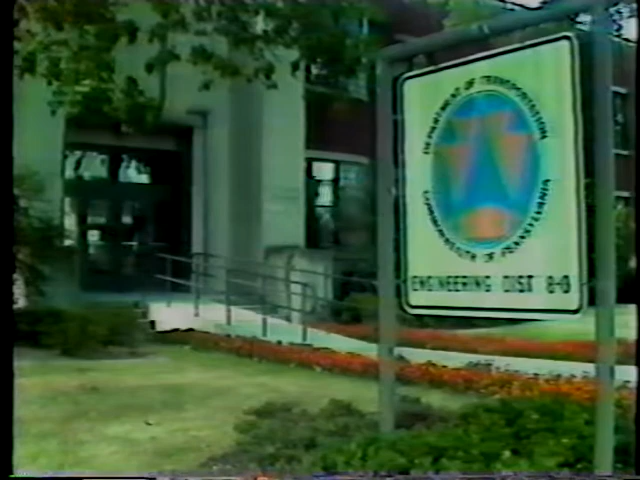 DEPARTMENT OF TRANSPORTATION
COMMONWEALTH OF PENNSYLVANIA
ENGINEERING DIST 8-0